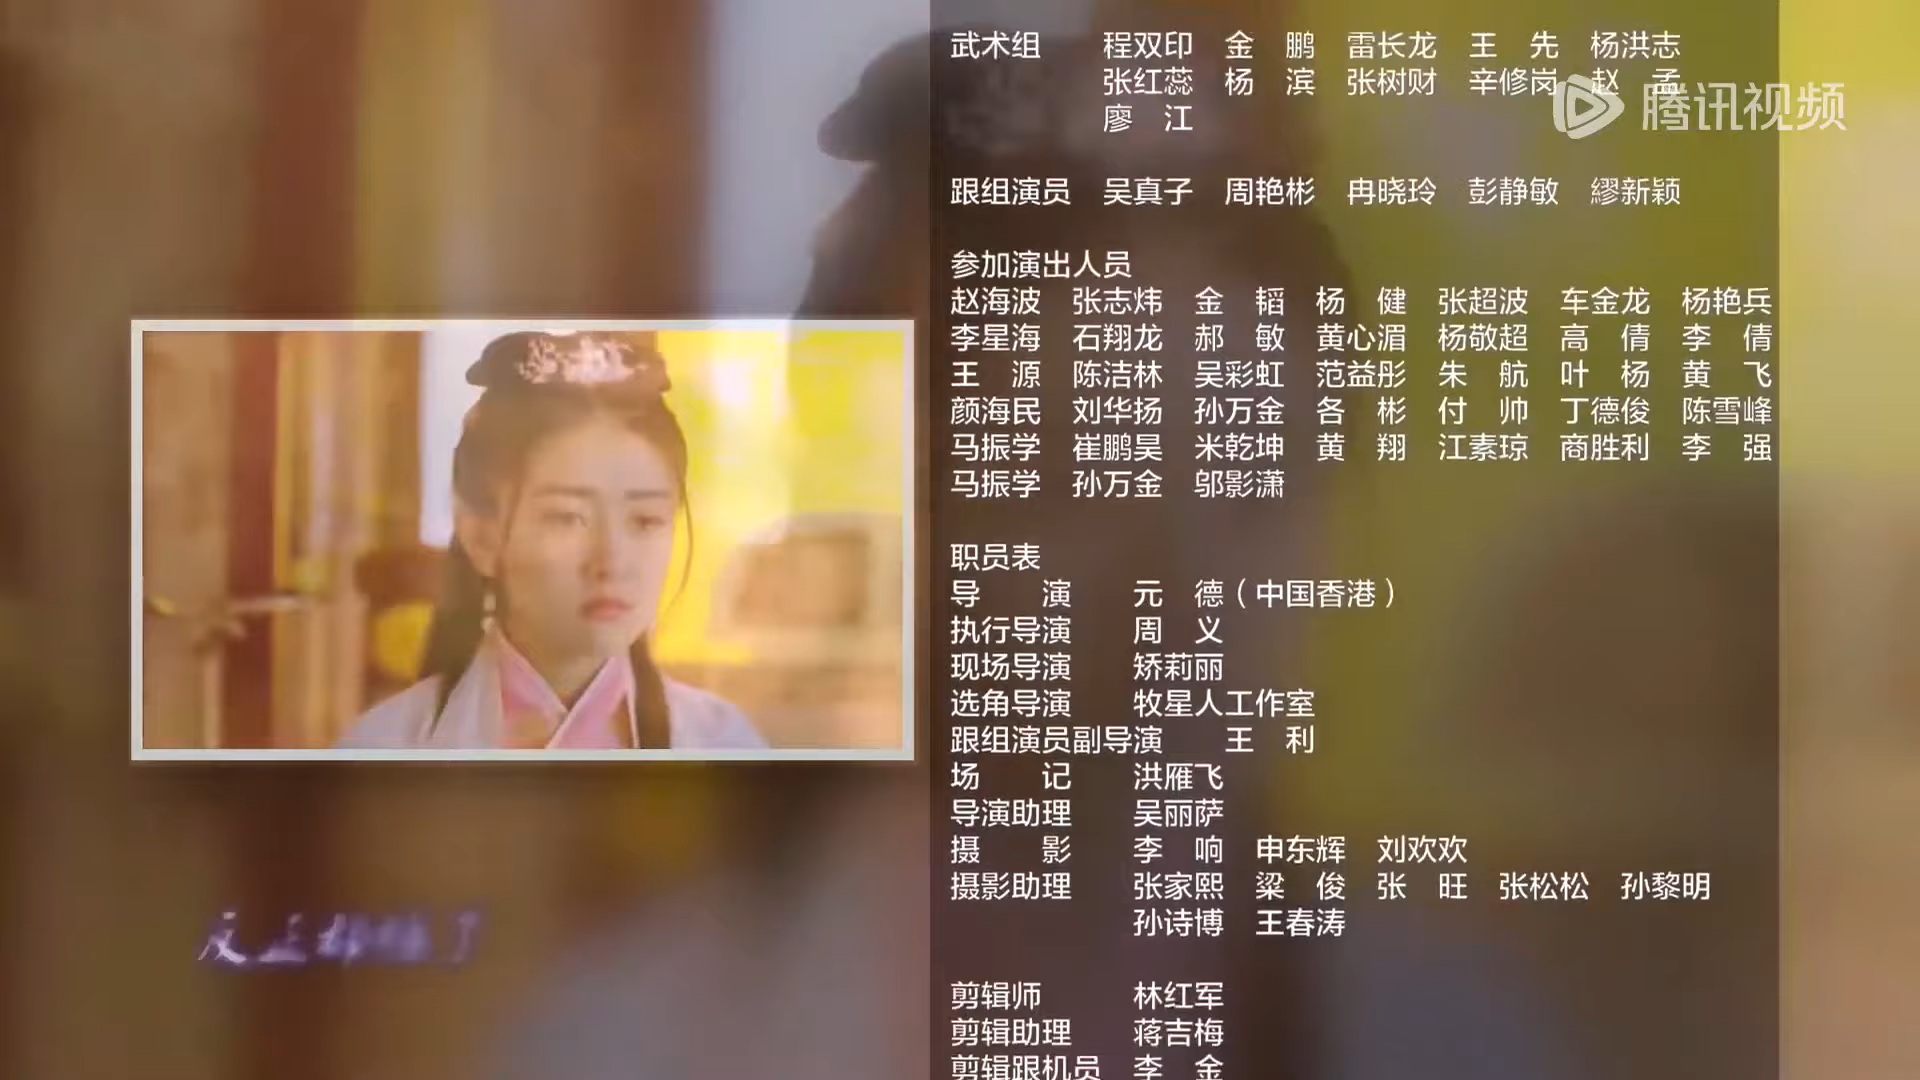 武术组 程双印 金 鹏 雷长龙 王 先 杨洪志
张红蕊 杨 滨 张树财 辛修岗 赵 孟
廖 江
腾讯视频
跟组演员 吴真子 周艳彬 冉晓玲 彭静敏 繆新颖
参加演出人员
赵海波 张志炜 金 韬 杨 健 张超波 车金龙 杨艳兵
李星海 石翔龙 郝 敏 黄心湄 杨敬超 高 倩 李 倩
王 源 陈洁林 吴彩虹 范益彤 朱 航 叶 杨 黄 飞
颜海民 刘华扬 孙万金 各 彬 付 帅 丁德俊 陈雪峰
马振学 崔鹏昊 米乾坤 黄 翔 江素琼 商胜利 李 强
马振学 孙万金 邬影潇
职员表
导 演 元 德（中国香港）
执行导演 周 义
现场导演 矫莉丽
选角导演 牧星人工作室
跟组演员副导演 王 利
场 记 洪雁飞
导演助理 吴丽萨
摄 影 李 响 申东辉 刘欢欢
摄影助理 张家熙 梁 俊 张 旺 张松松 孙黎明
孙诗博 王春涛
剪辑师 林红军
剪辑助理 蒋吉梅
剪辑跟机员 李 金